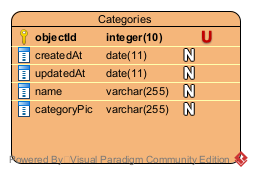 Categories
objectId integer(10) U
createdAt date(11) N
updatedAt date(11) N
name varchar(255) N
categoryPic varchar(255) N
Powered By Visual Paradigm Community Edition